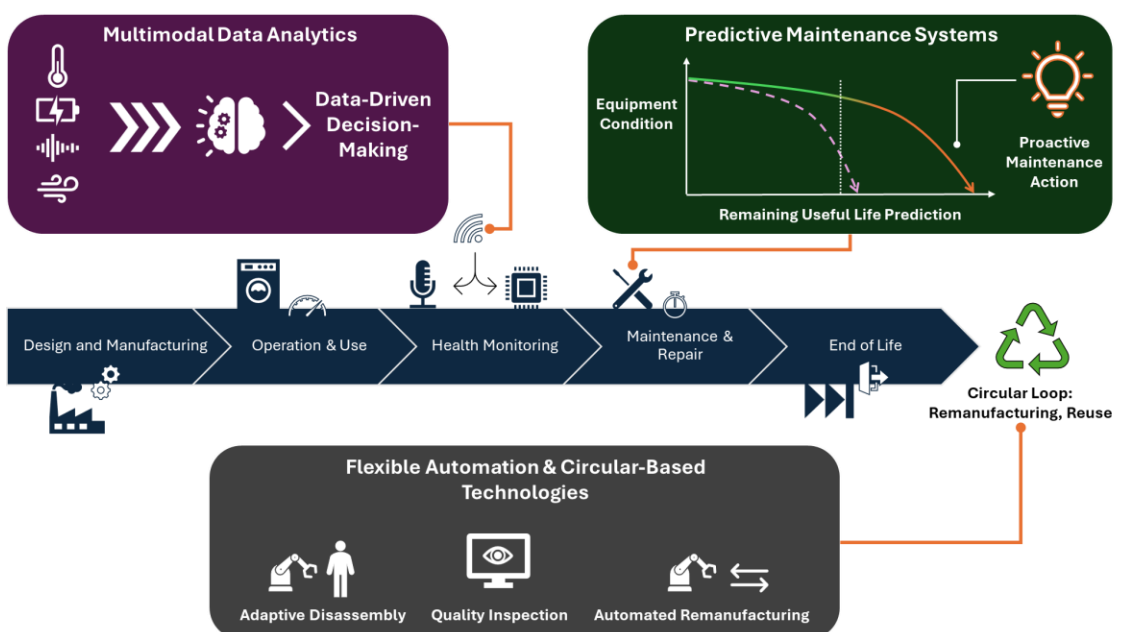 Multimodal Data Analytics
Data-Driven
Decision-
Making
Predictive Maintenance Systems
Equipment
Condition
Proactive
Maintenance
Action
Remaining Useful Life Prediction
Design and Manufacturing
Operation & Use
Health Monitoring
Maintenance &
Repair
End of Life
Circular Loop:
Remanufacturing, Reuse
Flexible Automation & Circular-Based
Technologies
Adaptive Disassembly
Quality Inspection
Automated Remanufacturing